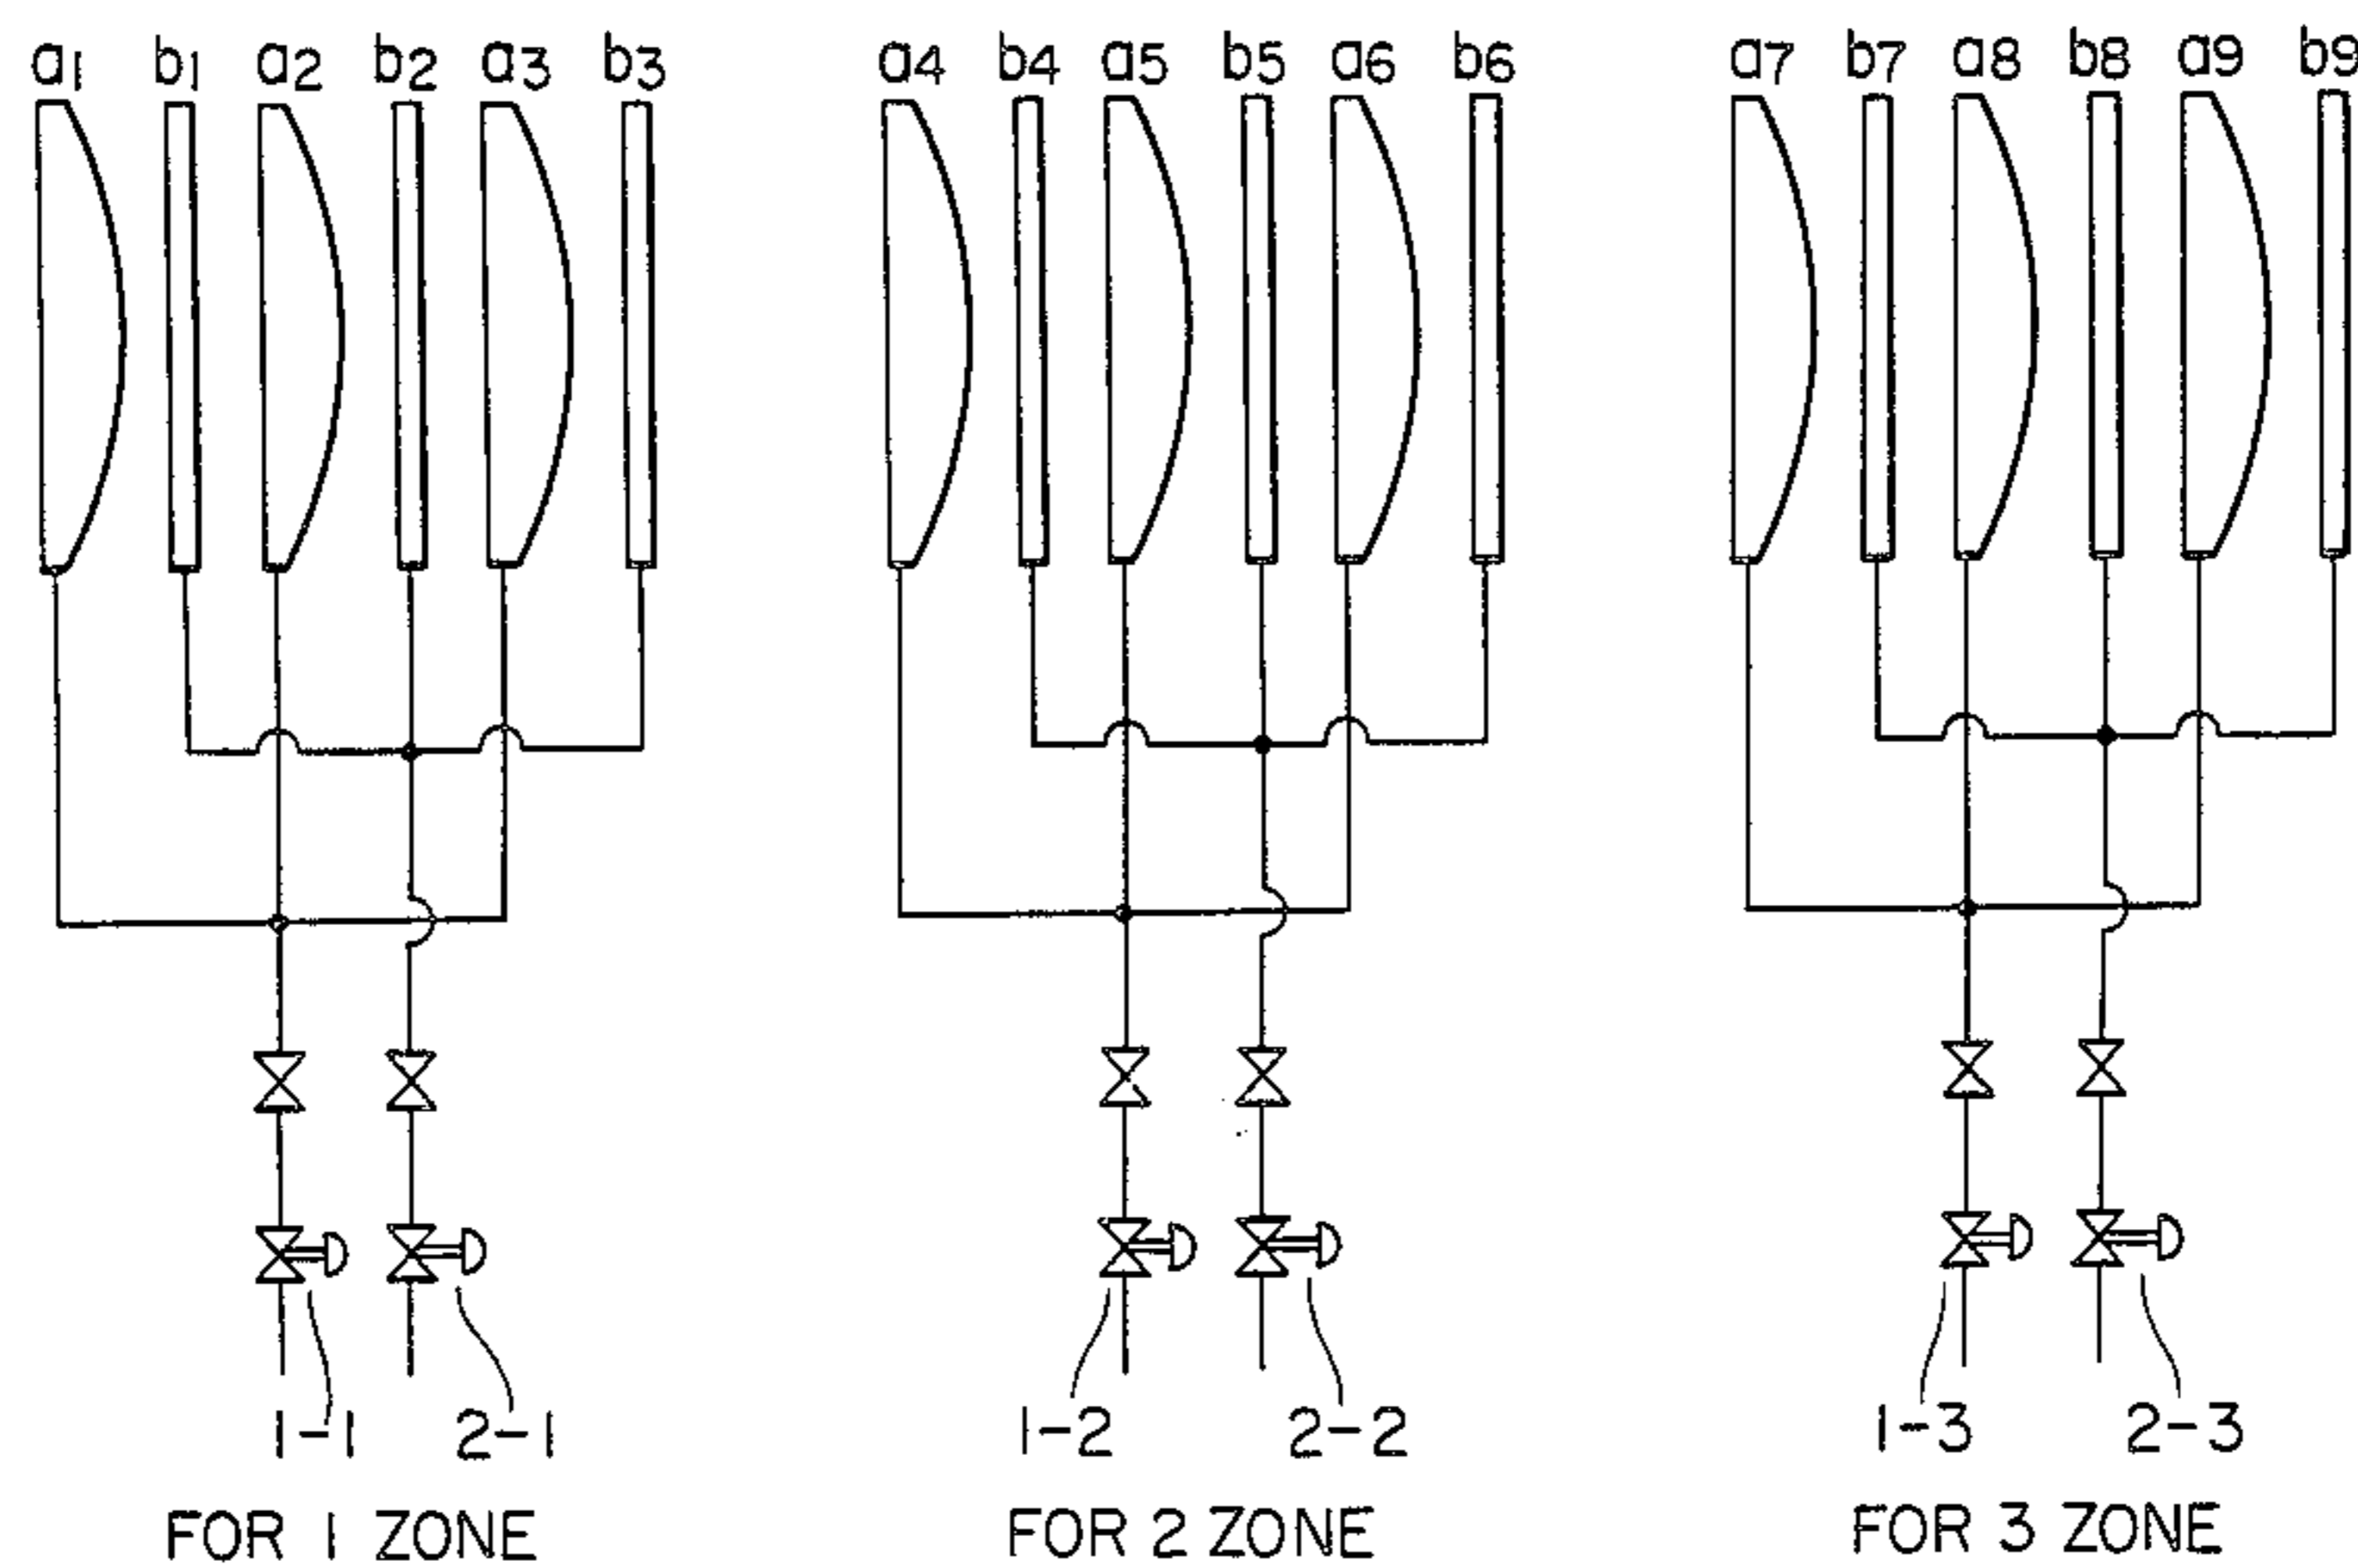 a1 b1 a2 b2 a3 b3 a4 b4 a5 b5 a6 b6 a7 b7 a8 b8 a9 b9
1-1 2-1 1-2 2-2 1-3 2-3
FOR 1 ZONE FOR 2 ZONE FOR 3 ZONE